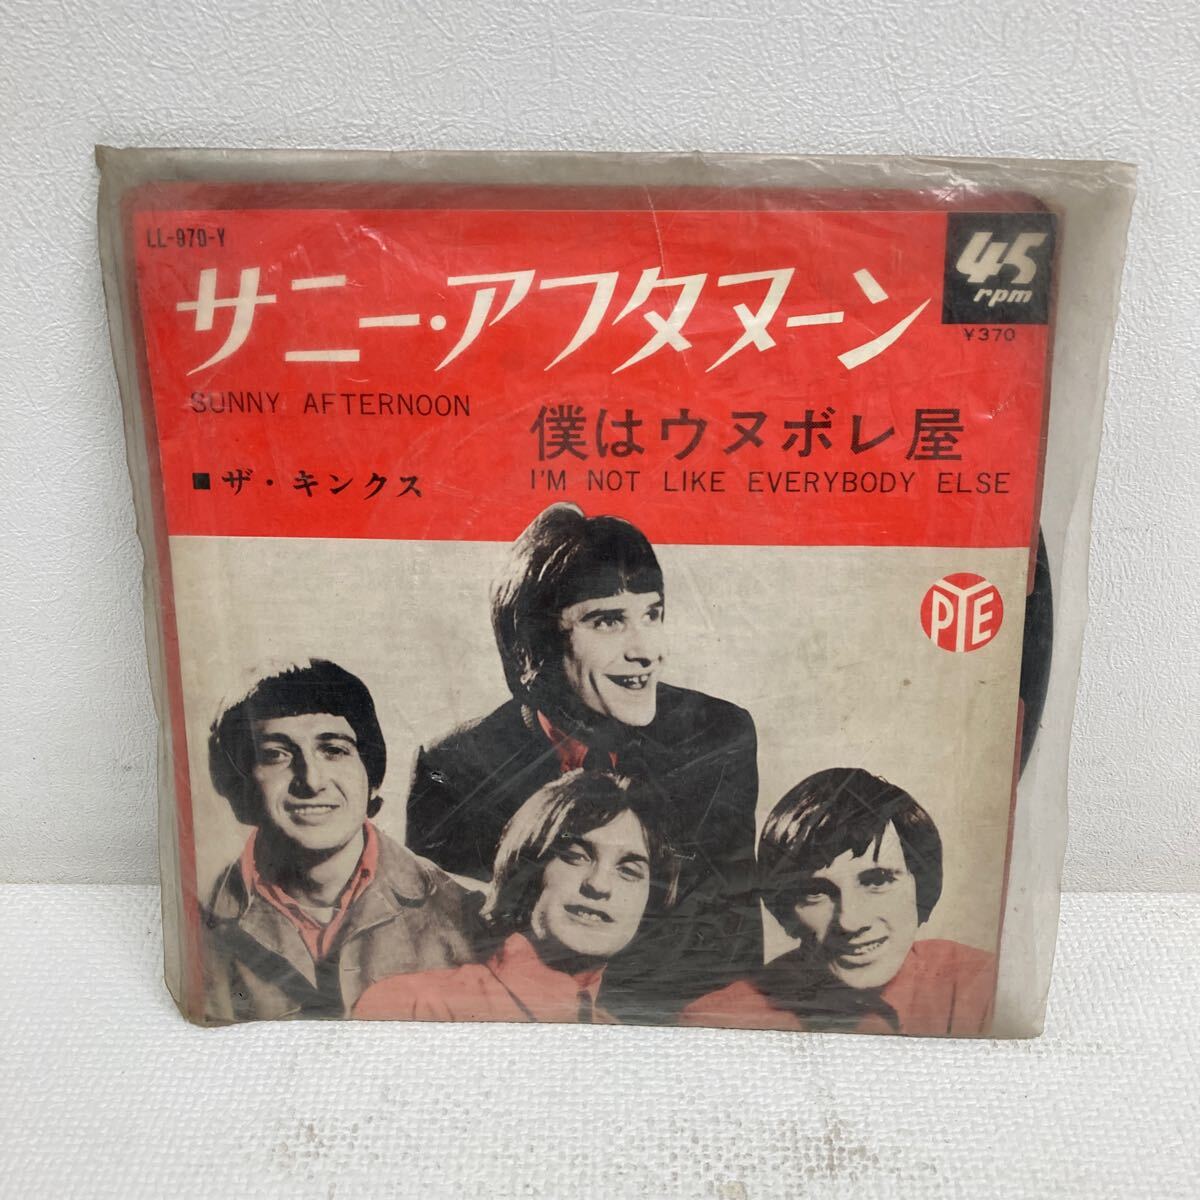 LL-970-Y
45
rpm
¥370
サニー・アフタヌーン
SUNNY AFTERNOON
僕はウヌボレ屋
I'M NOT LIKE EVERYBODY ELSE
■ ザ・キンクス
PYE